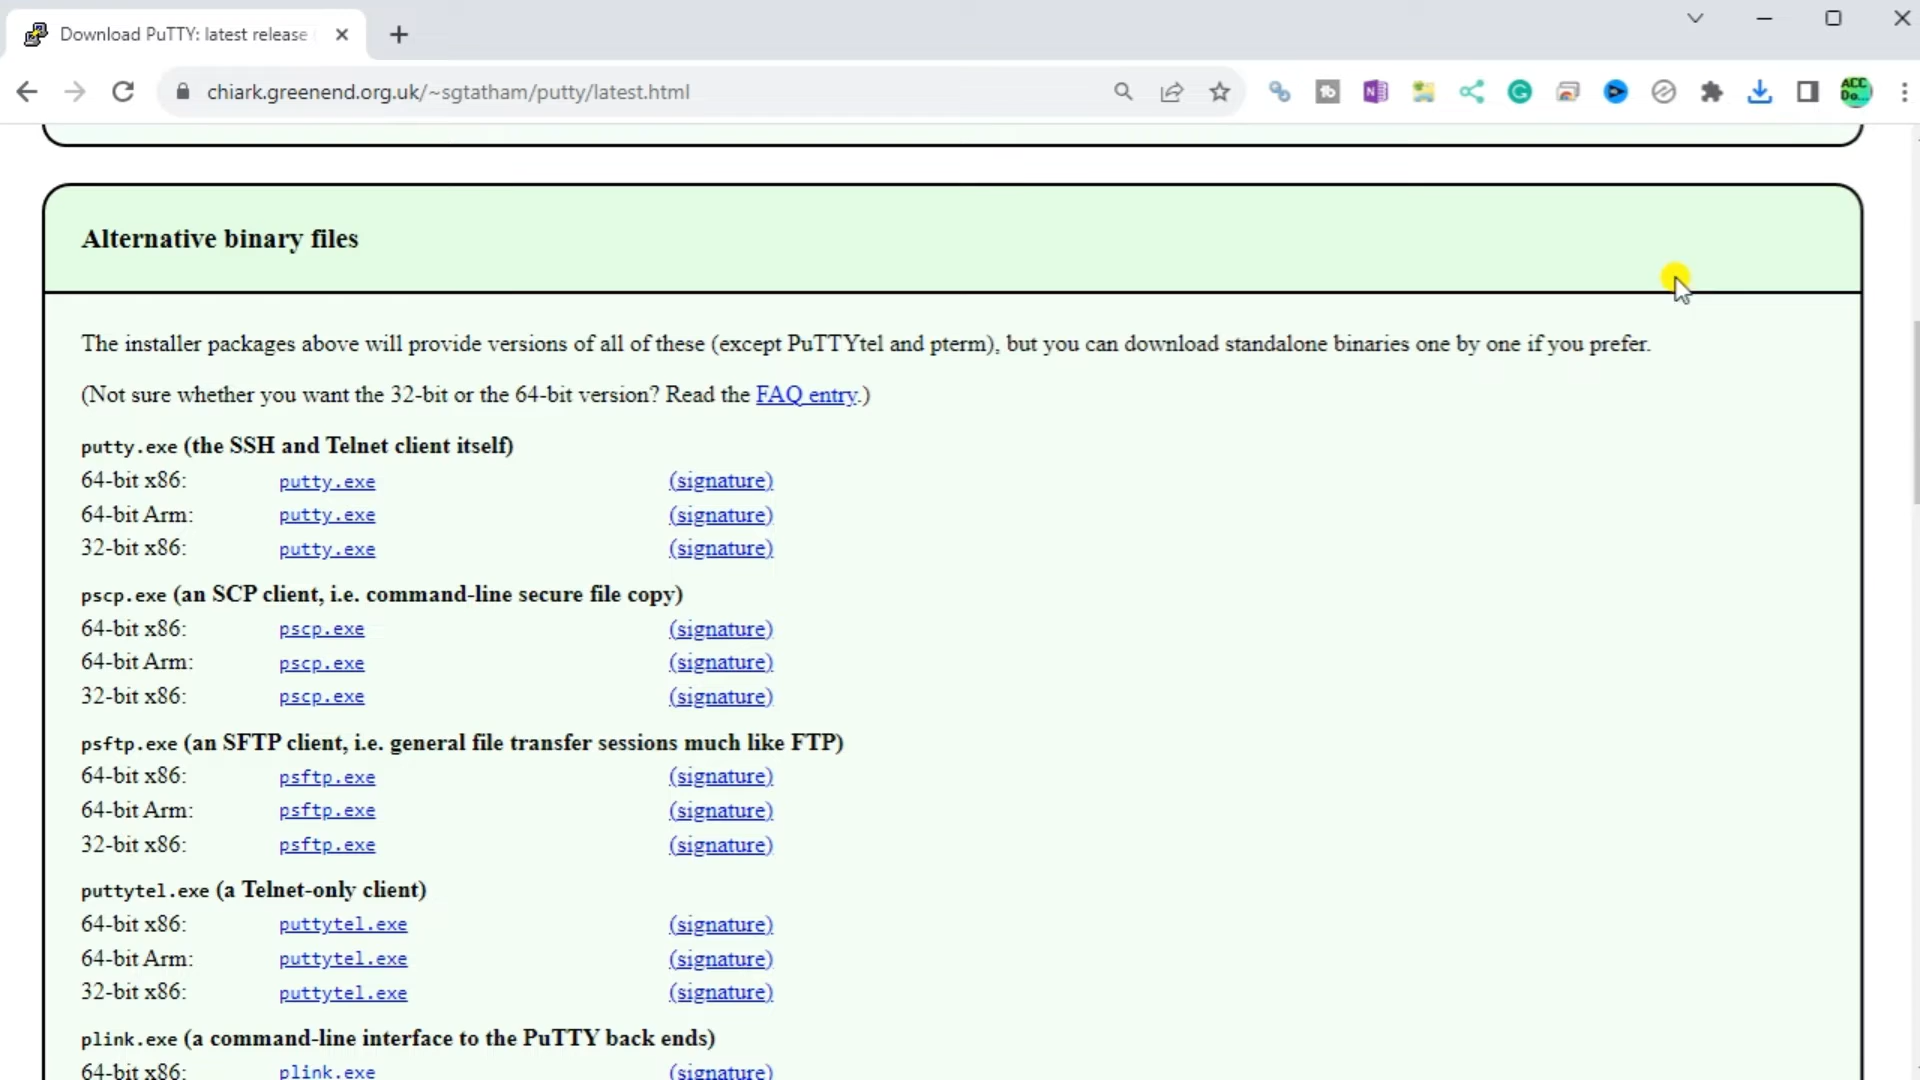 Download PuTTY: latest release
chiark.greenend.org.uk/~sgtatham/putty/latest.html
ACC
Do...
Alternative binary files
The installer packages above will provide versions of all of these (except PuTTYtel and pterm), but you can download standalone binaries one by one if you prefer.
(Not sure whether you want the 32-bit or the 64-bit version? Read the FAQ entry.)
putty.exe (the SSH and Telnet client itself)
64-bit x86: putty.exe (signature)
64-bit Arm: putty.exe (signature)
32-bit x86: putty.exe (signature)
pscp.exe (an SCP client, i.e. command-line secure file copy)
64-bit x86: pscp.exe (signature)
64-bit Arm: pscp.exe (signature)
32-bit x86: pscp.exe (signature)
psftp.exe (an SFTP client, i.e. general file transfer sessions much like FTP)
64-bit x86: psftp.exe (signature)
64-bit Arm: psftp.exe (signature)
32-bit x86: psftp.exe (signature)
puttytel.exe (a Telnet-only client)
64-bit x86: puttytel.exe (signature)
64-bit Arm: puttytel.exe (signature)
32-bit x86: puttytel.exe (signature)
plink.exe (a command-line interface to the PuTTY back ends)
64-bit x86: plink.exe (signature)